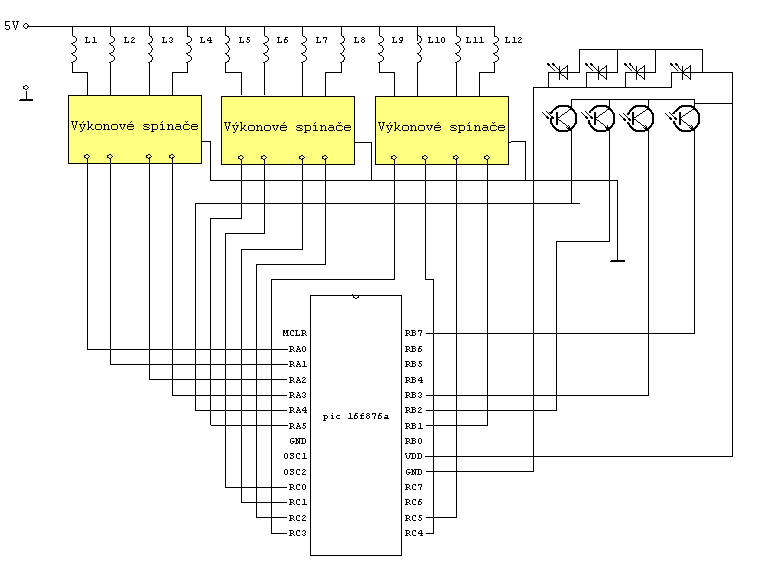 5V
L1 L2 L3 L4 L5 L6 L7 L8 L9 L10 L11 L12
Výkonové spínače Výkonové spínače Výkonové spínače
MCLR RB7
RA0 RB6
RA1 RB5
RA2 RB4
RA3 RB3
pic 16f876a
RA4 RB2
RA5 RB1
GND RB0
OSC1 VDD
OSC2 GND
RC0 RC7
RC1 RC6
RC2 RC5
RC3 RC4